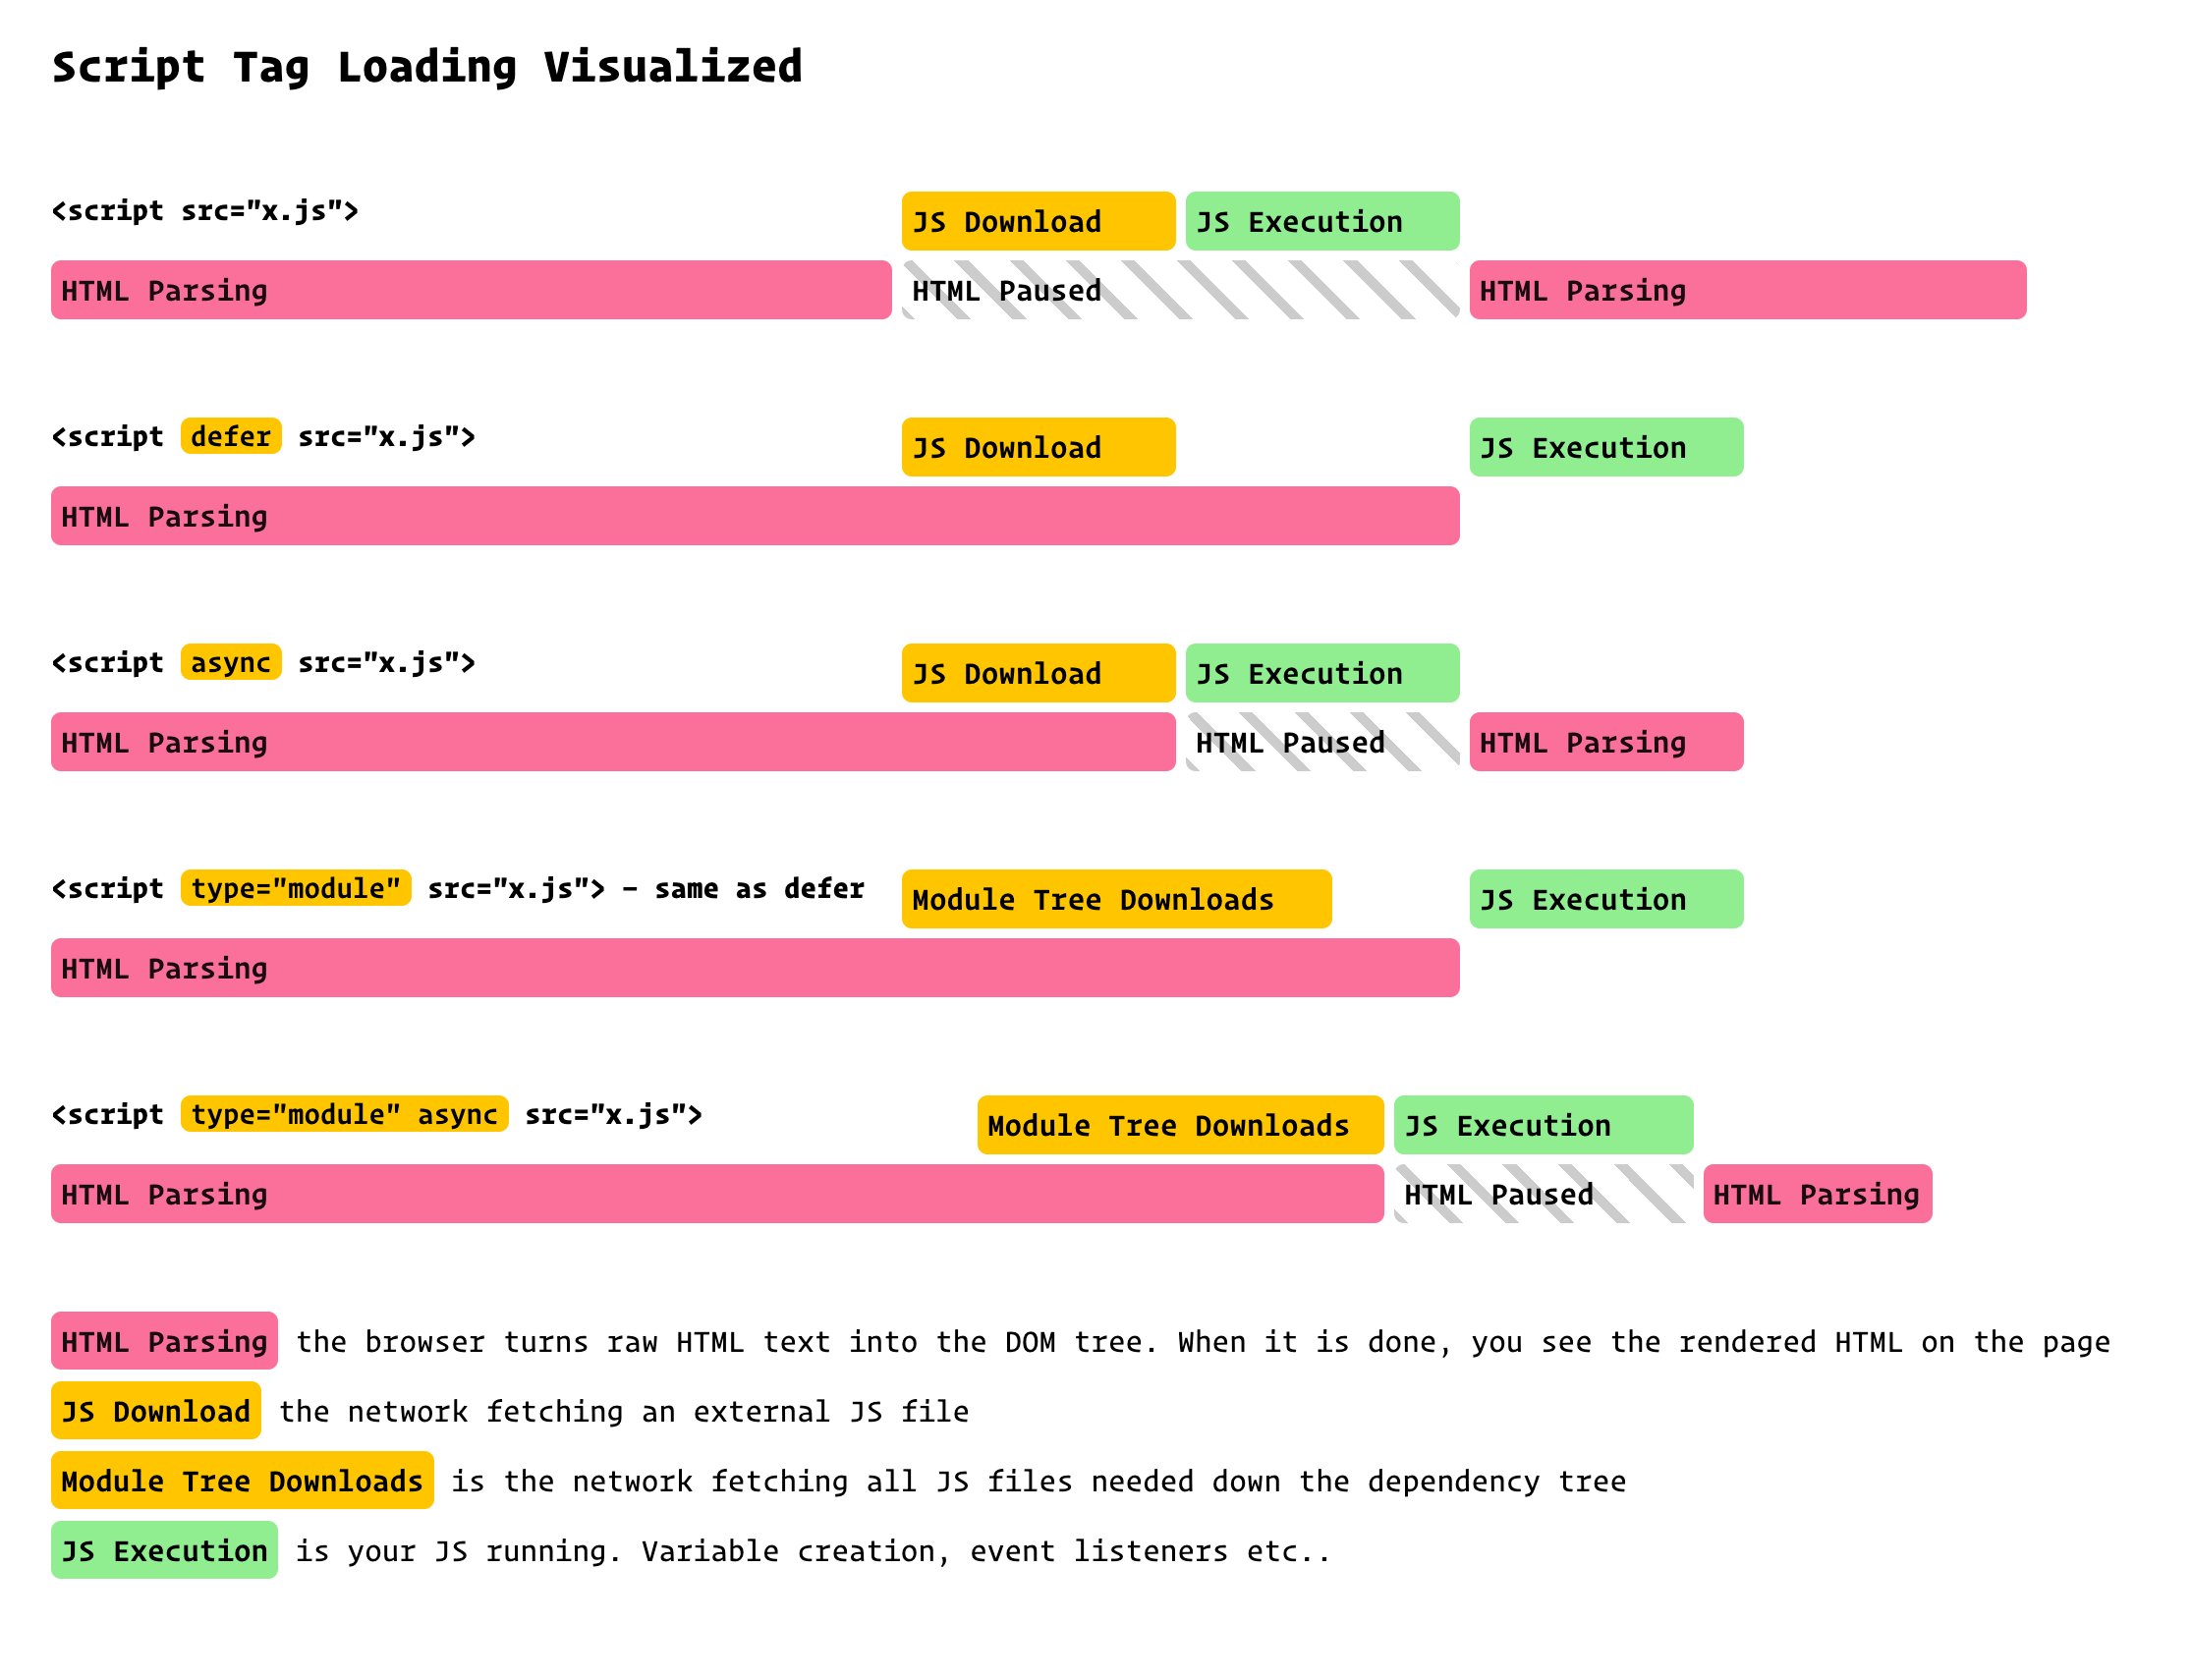 Script Tag Loading Visualized
<script src="x.js">
JS Download JS Execution
HTML Parsing HTML Paused HTML Parsing
<script defer src="x.js">
JS Download JS Execution
HTML Parsing
<script async src="x.js">
JS Download JS Execution
HTML Parsing HTML Paused HTML Parsing
<script type="module" src="x.js"> - same as defer
Module Tree Downloads JS Execution
HTML Parsing
<script type="module" async src="x.js">
Module Tree Downloads JS Execution
HTML Parsing HTML Paused HTML Parsing
HTML Parsing the browser turns raw HTML text into the DOM tree. When it is done, you see the rendered HTML on the page
JS Download the network fetching an external JS file
Module Tree Downloads is the network fetching all JS files needed down the dependency tree
JS Execution is your JS running. Variable creation, event listeners etc..